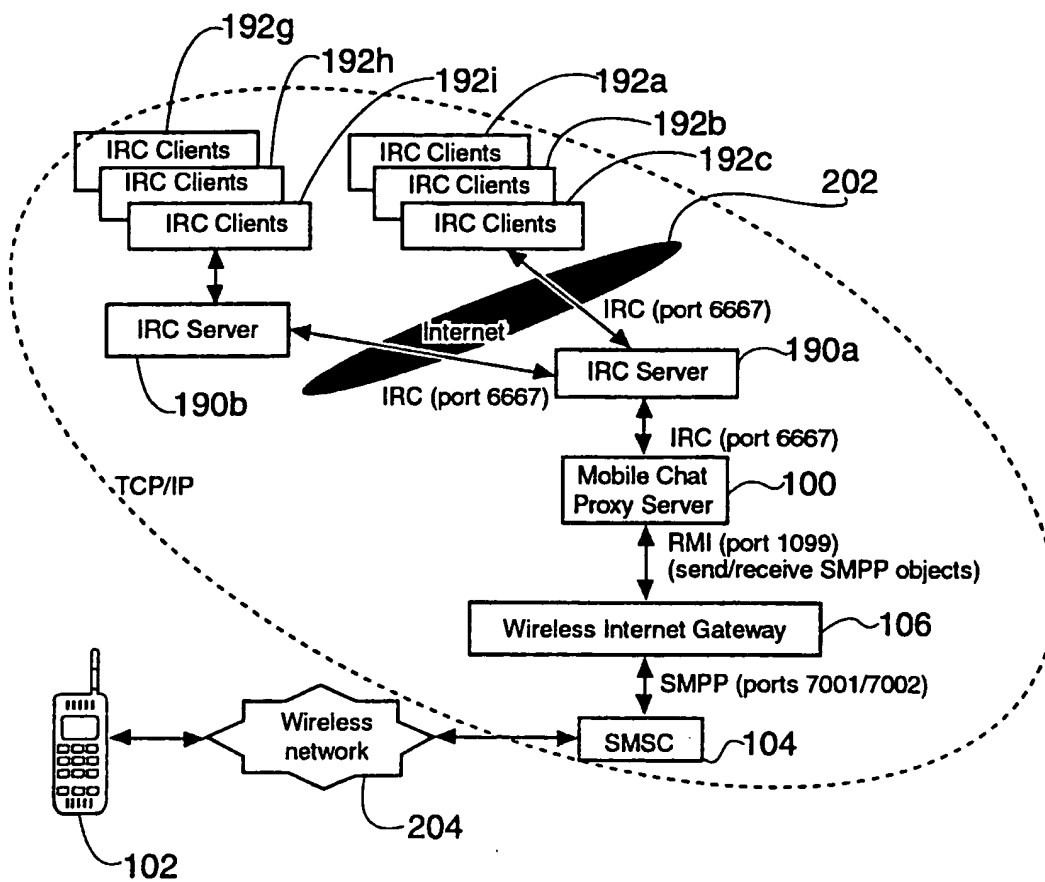 192g
192h
192i
192a
192b
192c
202
IRC Clients
IRC Clients
IRC Clients
IRC Clients
IRC Clients
IRC Clients
IRC (port 6667)
Internet
IRC Server
190b
IRC Server
190a
IRC (port 6667)
IRC (port 6667)
TCP/IP
Mobile Chat
Proxy Server
100
RMI (port 1099)
(send/receive SMPP objects)
Wireless Internet Gateway
106
SMPP (ports 7001/7002)
Wireless
network
SMSC
104
204
102